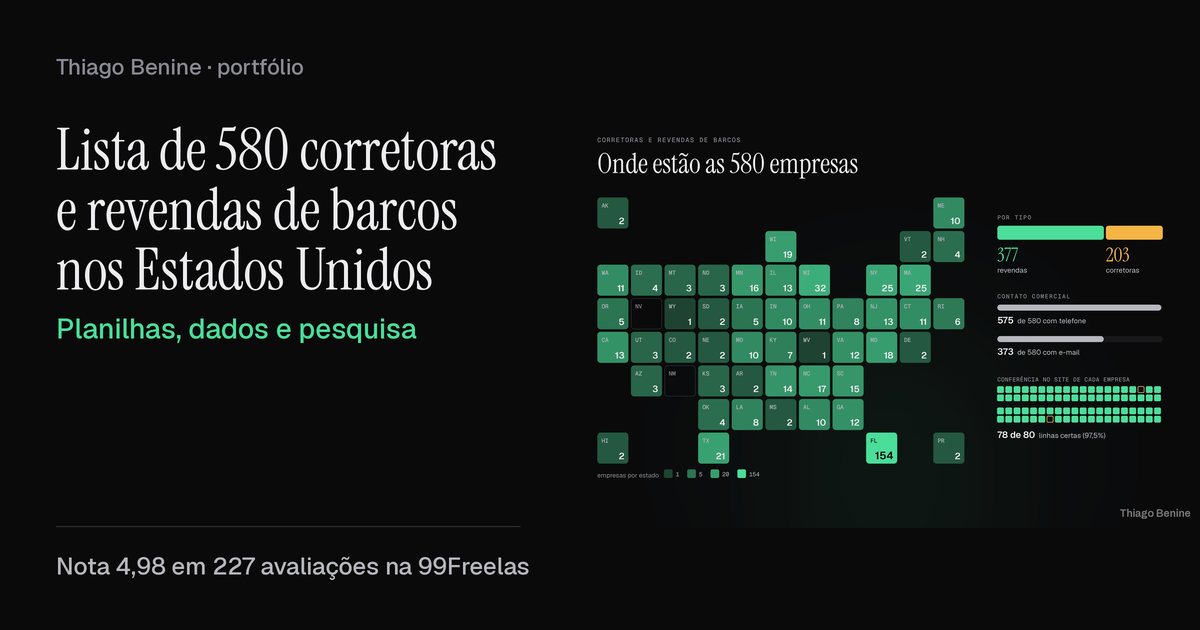 Thiago Benine · portfólio
Lista de 580 corretoras
e revendas de barcos
nos Estados Unidos
Planilhas, dados e pesquisa
Nota 4,98 em 227 avaliações na 99Freelas
CORRETORAS E REVENDAS DE BARCOS
Onde estão as 580 empresas
AK 2
ME 10
WI 19
VT 2
NH 4
WA 11
ID 4
MT 3
ND 3
MN 16
IL 13
MI 32
NY 25
MA 25
OR 5
NV
WY 1
SD 2
IA 5
IN 10
OH 11
PA 8
NJ 13
CT 11
RI 6
CA 13
UT 3
CO 2
NE 2
MO 10
KY 7
WV 1
VA 12
MD 18
DE 2
AZ 3
NM
KS 3
AR 2
TN 14
NC 17
SC 15
OK 4
LA 8
MS 2
AL 10
GA 12
HI 2
TX 21
FL 154
PR 2
empresas por estado 1 5 20 154
POR TIPO
377 203
revendas corretoras
CONTATO COMERCIAL
575 de 580 com telefone
373 de 580 com e-mail
CONFERÊNCIA NO SITE DE CADA EMPRESA
78 de 80 linhas certas (97,5%)
Thiago Benine